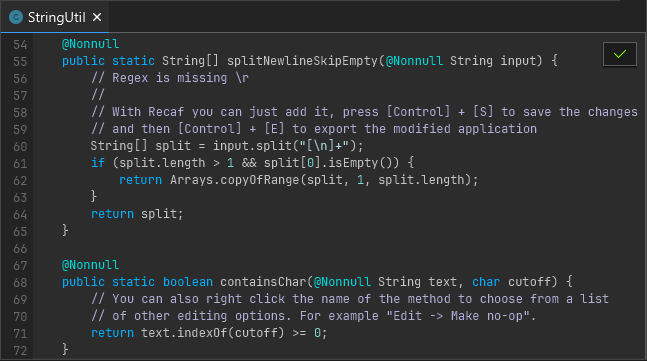 StringUtil ✕
54 @Nonnull
55 public static String[] splitNewlineSkipEmpty(@Nonnull String input) {
56 // Regex is missing \r
57 //
58 // With Recaf you can just add it, press [Control] + [S] to save the changes
59 // and then [Control] + [E] to export the modified application
60 String[] split = input.split("[\n]+");
61 if (split.length > 1 && split[0].isEmpty()) {
62 return Arrays.copyOfRange(split, 1, split.length);
63 }
64 return split;
65 }
66
67 @Nonnull
68 public static boolean containsChar(@Nonnull String text, char cutoff) {
69 // You can also right click the name of the method to choose from a list
70 // of other editing options. For example "Edit -> Make no-op".
71 return text.indexOf(cutoff) >= 0;
72 }